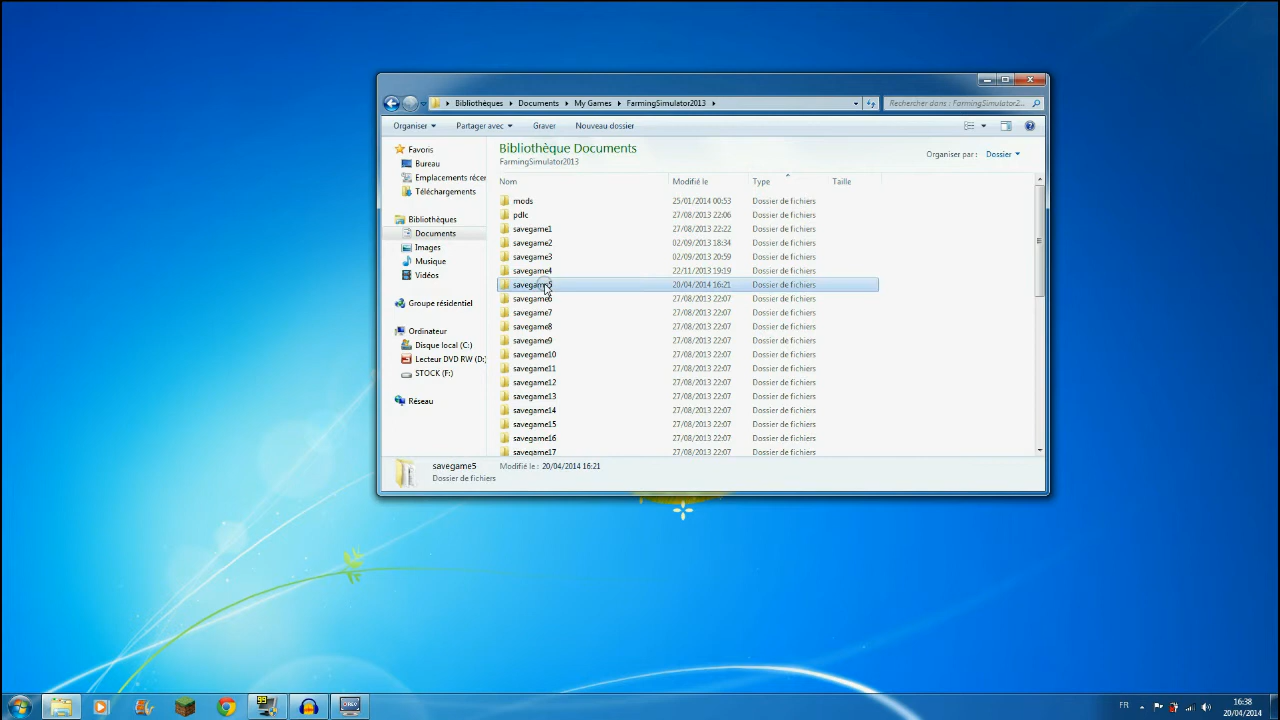 Bibliothèques Documents My Games FarmingSimulator2013
Rechercher dans : FarmingSimulator2...
Organiser Partager avec Graver Nouveau dossier
Bibliothèque Documents
FarmingSimulator2013
Organiser par : Dossier
Nom Modifié le Type Taille
Favoris
Bureau
Emplacements récen
Téléchargements
Bibliothèques
Documents
Images
Musique
Vidéos
Groupe résidentiel
Ordinateur
Disque local (C:)
Lecteur DVD RW (D:)
STOCK (F:)
Réseau
mods 25/01/2014 00:53 Dossier de fichiers
pdlc 27/08/2013 22:06 Dossier de fichiers
savegame1 27/08/2013 22:22 Dossier de fichiers
savegame2 02/09/2013 18:34 Dossier de fichiers
savegame3 02/09/2013 20:59 Dossier de fichiers
savegame4 22/11/2013 19:19 Dossier de fichiers
savegame5 20/04/2014 16:21 Dossier de fichiers
savegame6 27/08/2013 22:07 Dossier de fichiers
savegame7 27/08/2013 22:07 Dossier de fichiers
savegame8 27/08/2013 22:07 Dossier de fichiers
savegame9 27/08/2013 22:07 Dossier de fichiers
savegame10 27/08/2013 22:07 Dossier de fichiers
savegame11 27/08/2013 22:07 Dossier de fichiers
savegame12 27/08/2013 22:07 Dossier de fichiers
savegame13 27/08/2013 22:07 Dossier de fichiers
savegame14 27/08/2013 22:07 Dossier de fichiers
savegame15 27/08/2013 22:07 Dossier de fichiers
savegame16 27/08/2013 22:07 Dossier de fichiers
savegame17 27/08/2013 22:07 Dossier de fichiers
savegame5 Modifié le : 20/04/2014 16:21
Dossier de fichiers
FR
16:38
20/04/2014